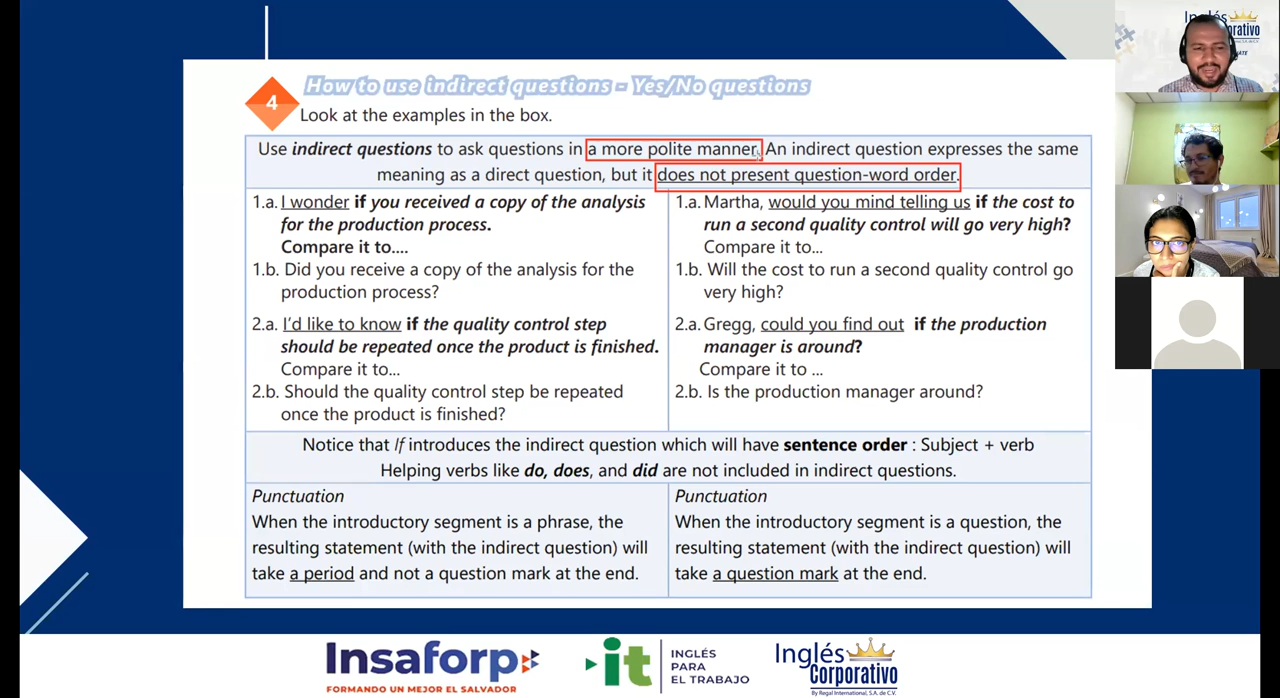 4
How to use indirect questions - Yes/No questions
Look at the examples in the box.
Use indirect questions to ask questions in a more polite manner. An indirect question expresses the same
meaning as a direct question, but it does not present question-word order.
1.a. I wonder if you received a copy of the analysis
for the production process.
Compare it to....
1.b. Did you receive a copy of the analysis for the
production process?
2.a. I'd like to know if the quality control step
should be repeated once the product is finished.
Compare it to...
2.b. Should the quality control step be repeated
once the product is finished?
1.a. Martha, would you mind telling us if the cost to
run a second quality control will go very high?
Compare it to...
1.b. Will the cost to run a second quality control go
very high?
2.a. Gregg, could you find out if the production
manager is around?
Compare it to ...
2.b. Is the production manager around?
Notice that If introduces the indirect question which will have sentence order : Subject + verb
Helping verbs like do, does, and did are not included in indirect questions.
Punctuation
When the introductory segment is a phrase, the
resulting statement (with the indirect question) will
take a period and not a question mark at the end.
Punctuation
When the introductory segment is a question, the
resulting statement (with the indirect question) will
take a question mark at the end.
Insaforp
FORMANDO UN MEJOR EL SALVADOR
it
INGLÉS
PARA
EL TRABAJO
Inglés
Corporativo
By Regal International, S.A. de C.V.